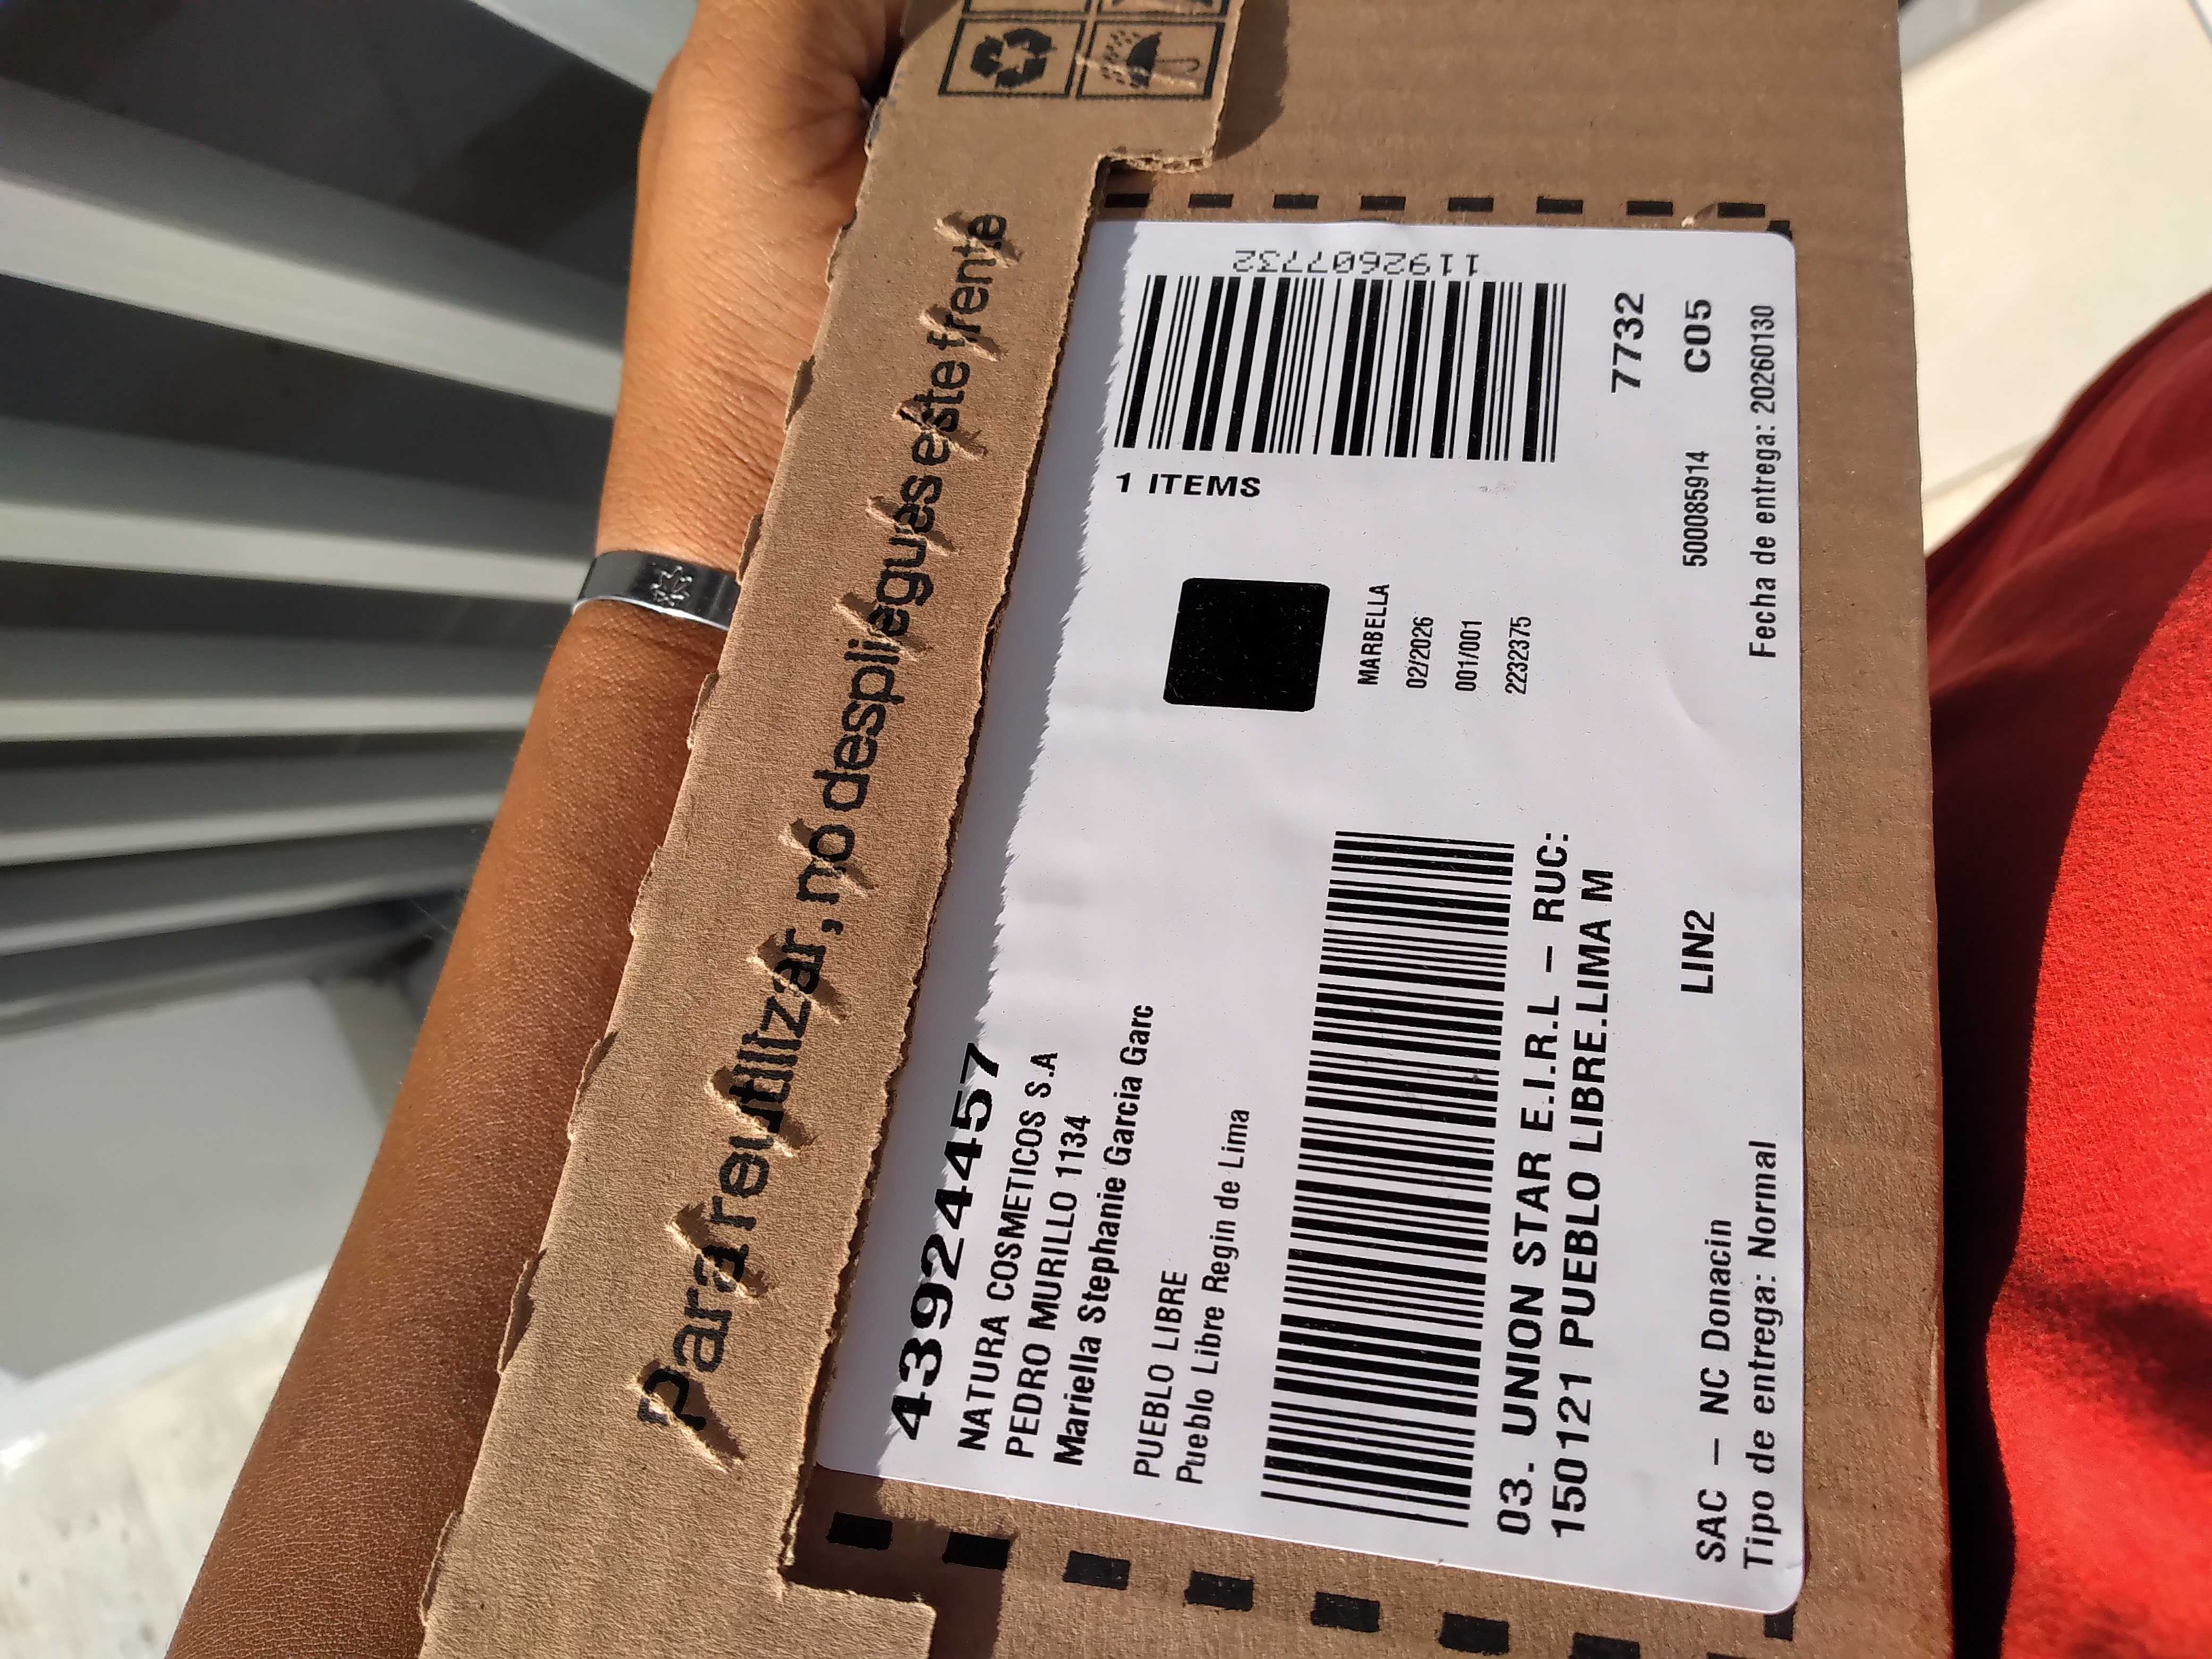 Para reutilizar, no despliegues este frente
43924457
NATURA COSMETICOS S.A
PEDRO MURILLO 1134
Mariella Stephanie Garcia Garc
PUEBLO LIBRE
Pueblo Libre Regin de Lima
1192607732
1 ITEMS
MARBELLA
02/2026
001/001
2232375
03. UNION STAR E.I.R.L - RUC:
150121 PUEBLO LIBRE.LIMA M
7732
LIN2
500085914
C05
SAC - NC Donacin
Tipo de entrega: Normal
Fecha de entrega: 20260130